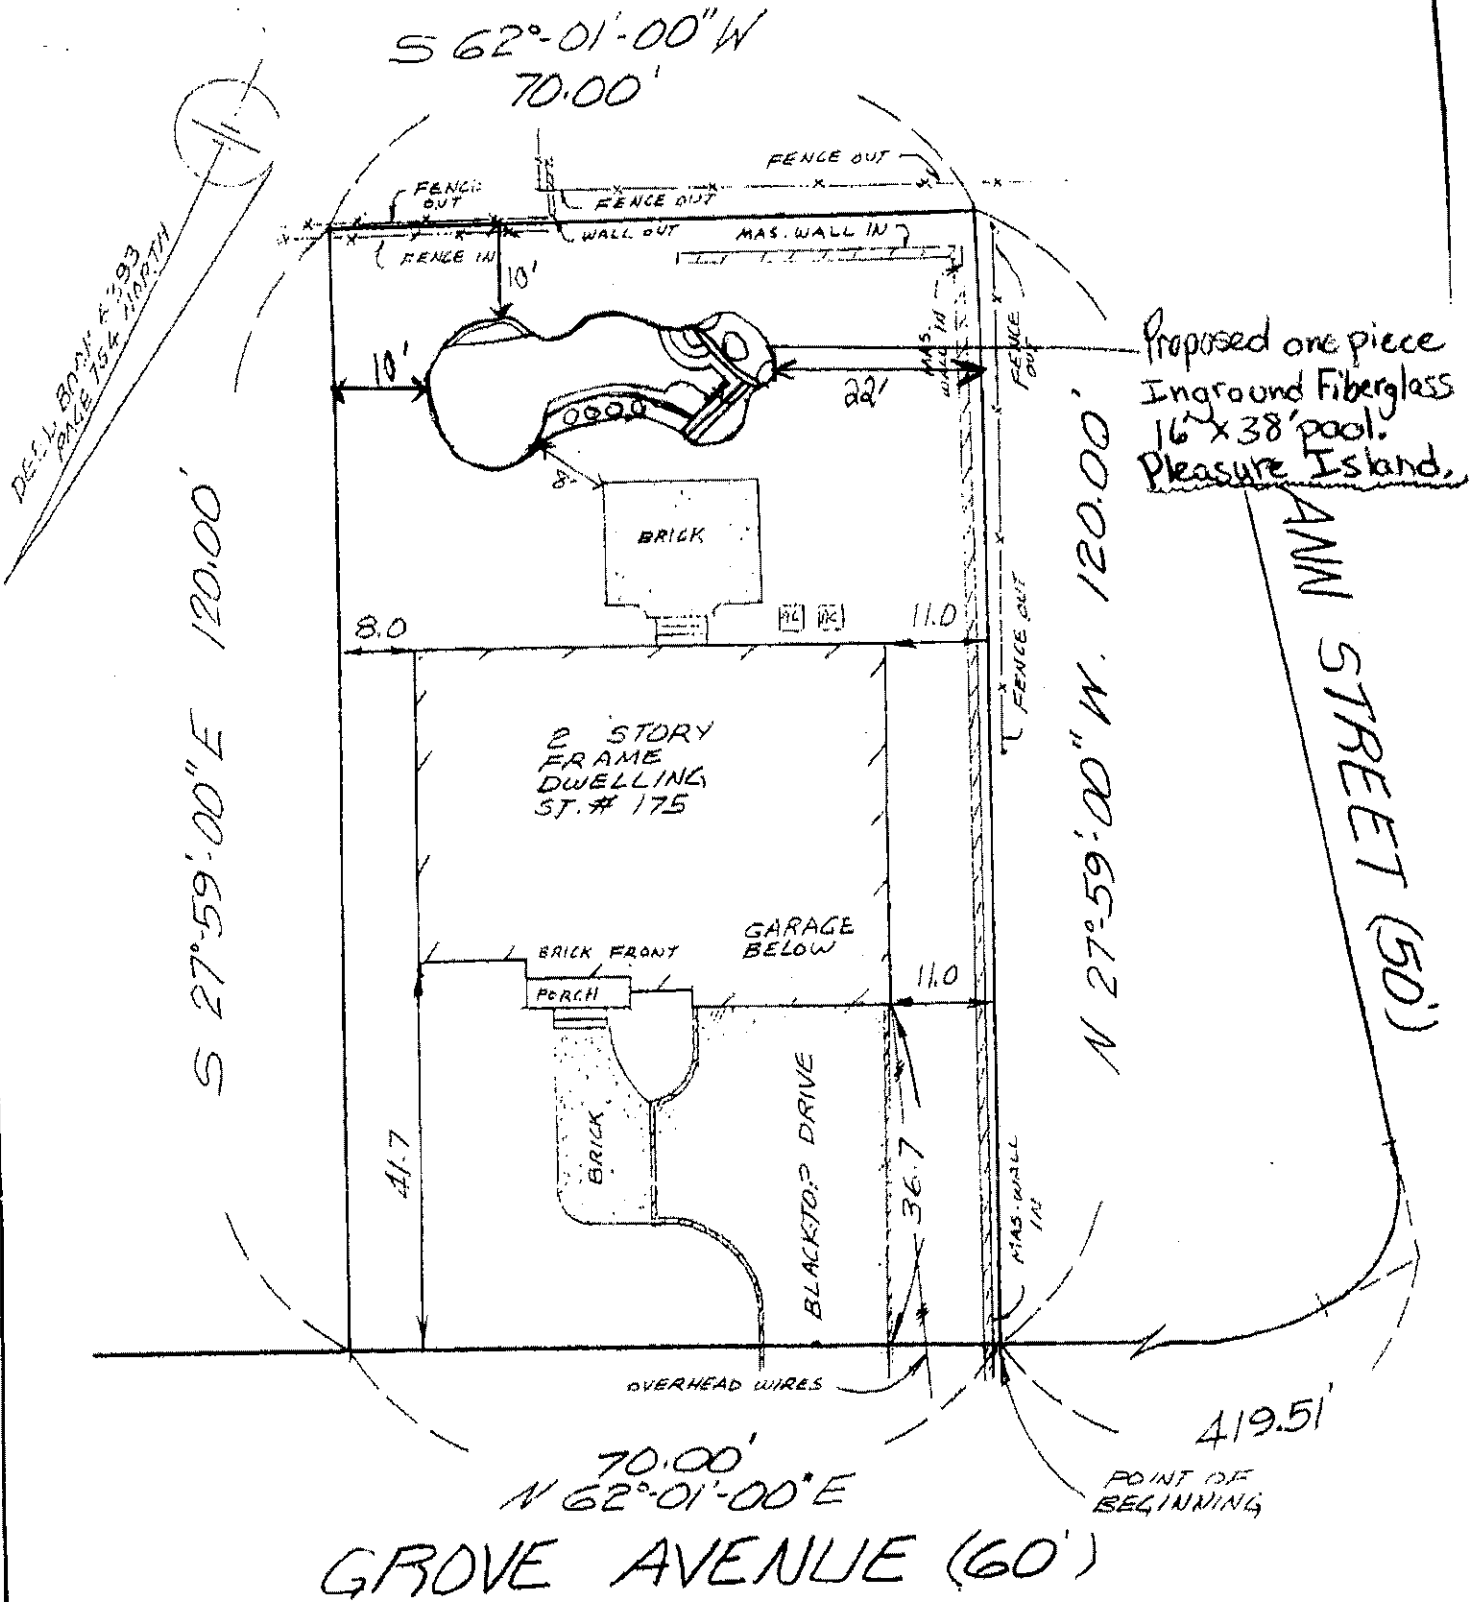 S 62°-01'-00" W
70.00'
FENCE OUT
FENCE
OUT
FENCE OUT
WALL OUT
MAS. WALL IN
FENCE IN
10'
10'
22'
MAS.
WALL IN
FENCE
OUT
Proposed one piece
Inground Fiberglass
16' x 38' pool.
Pleasure Island.
8'
BRICK
PAGE 754 NORTH
S 27°-59'-00" E 120.00'
N 27°-59'-00" W. 120.00'
ANN STREET (50')
FENCE OUT
8.0
AC
AC
11.0
2 STORY
FRAME
DWELLING
ST. # 175
GARAGE
BELOW
BRICK FRONT
PORCH
11.0
41.7
BRICK
BLACKTOP DRIVE
36.7
MAS. WALL
IN
OVERHEAD WIRES
70.00'
N 62°-01'-00" E
419.51'
POINT OF
BEGINNING
GROVE AVENUE (60')